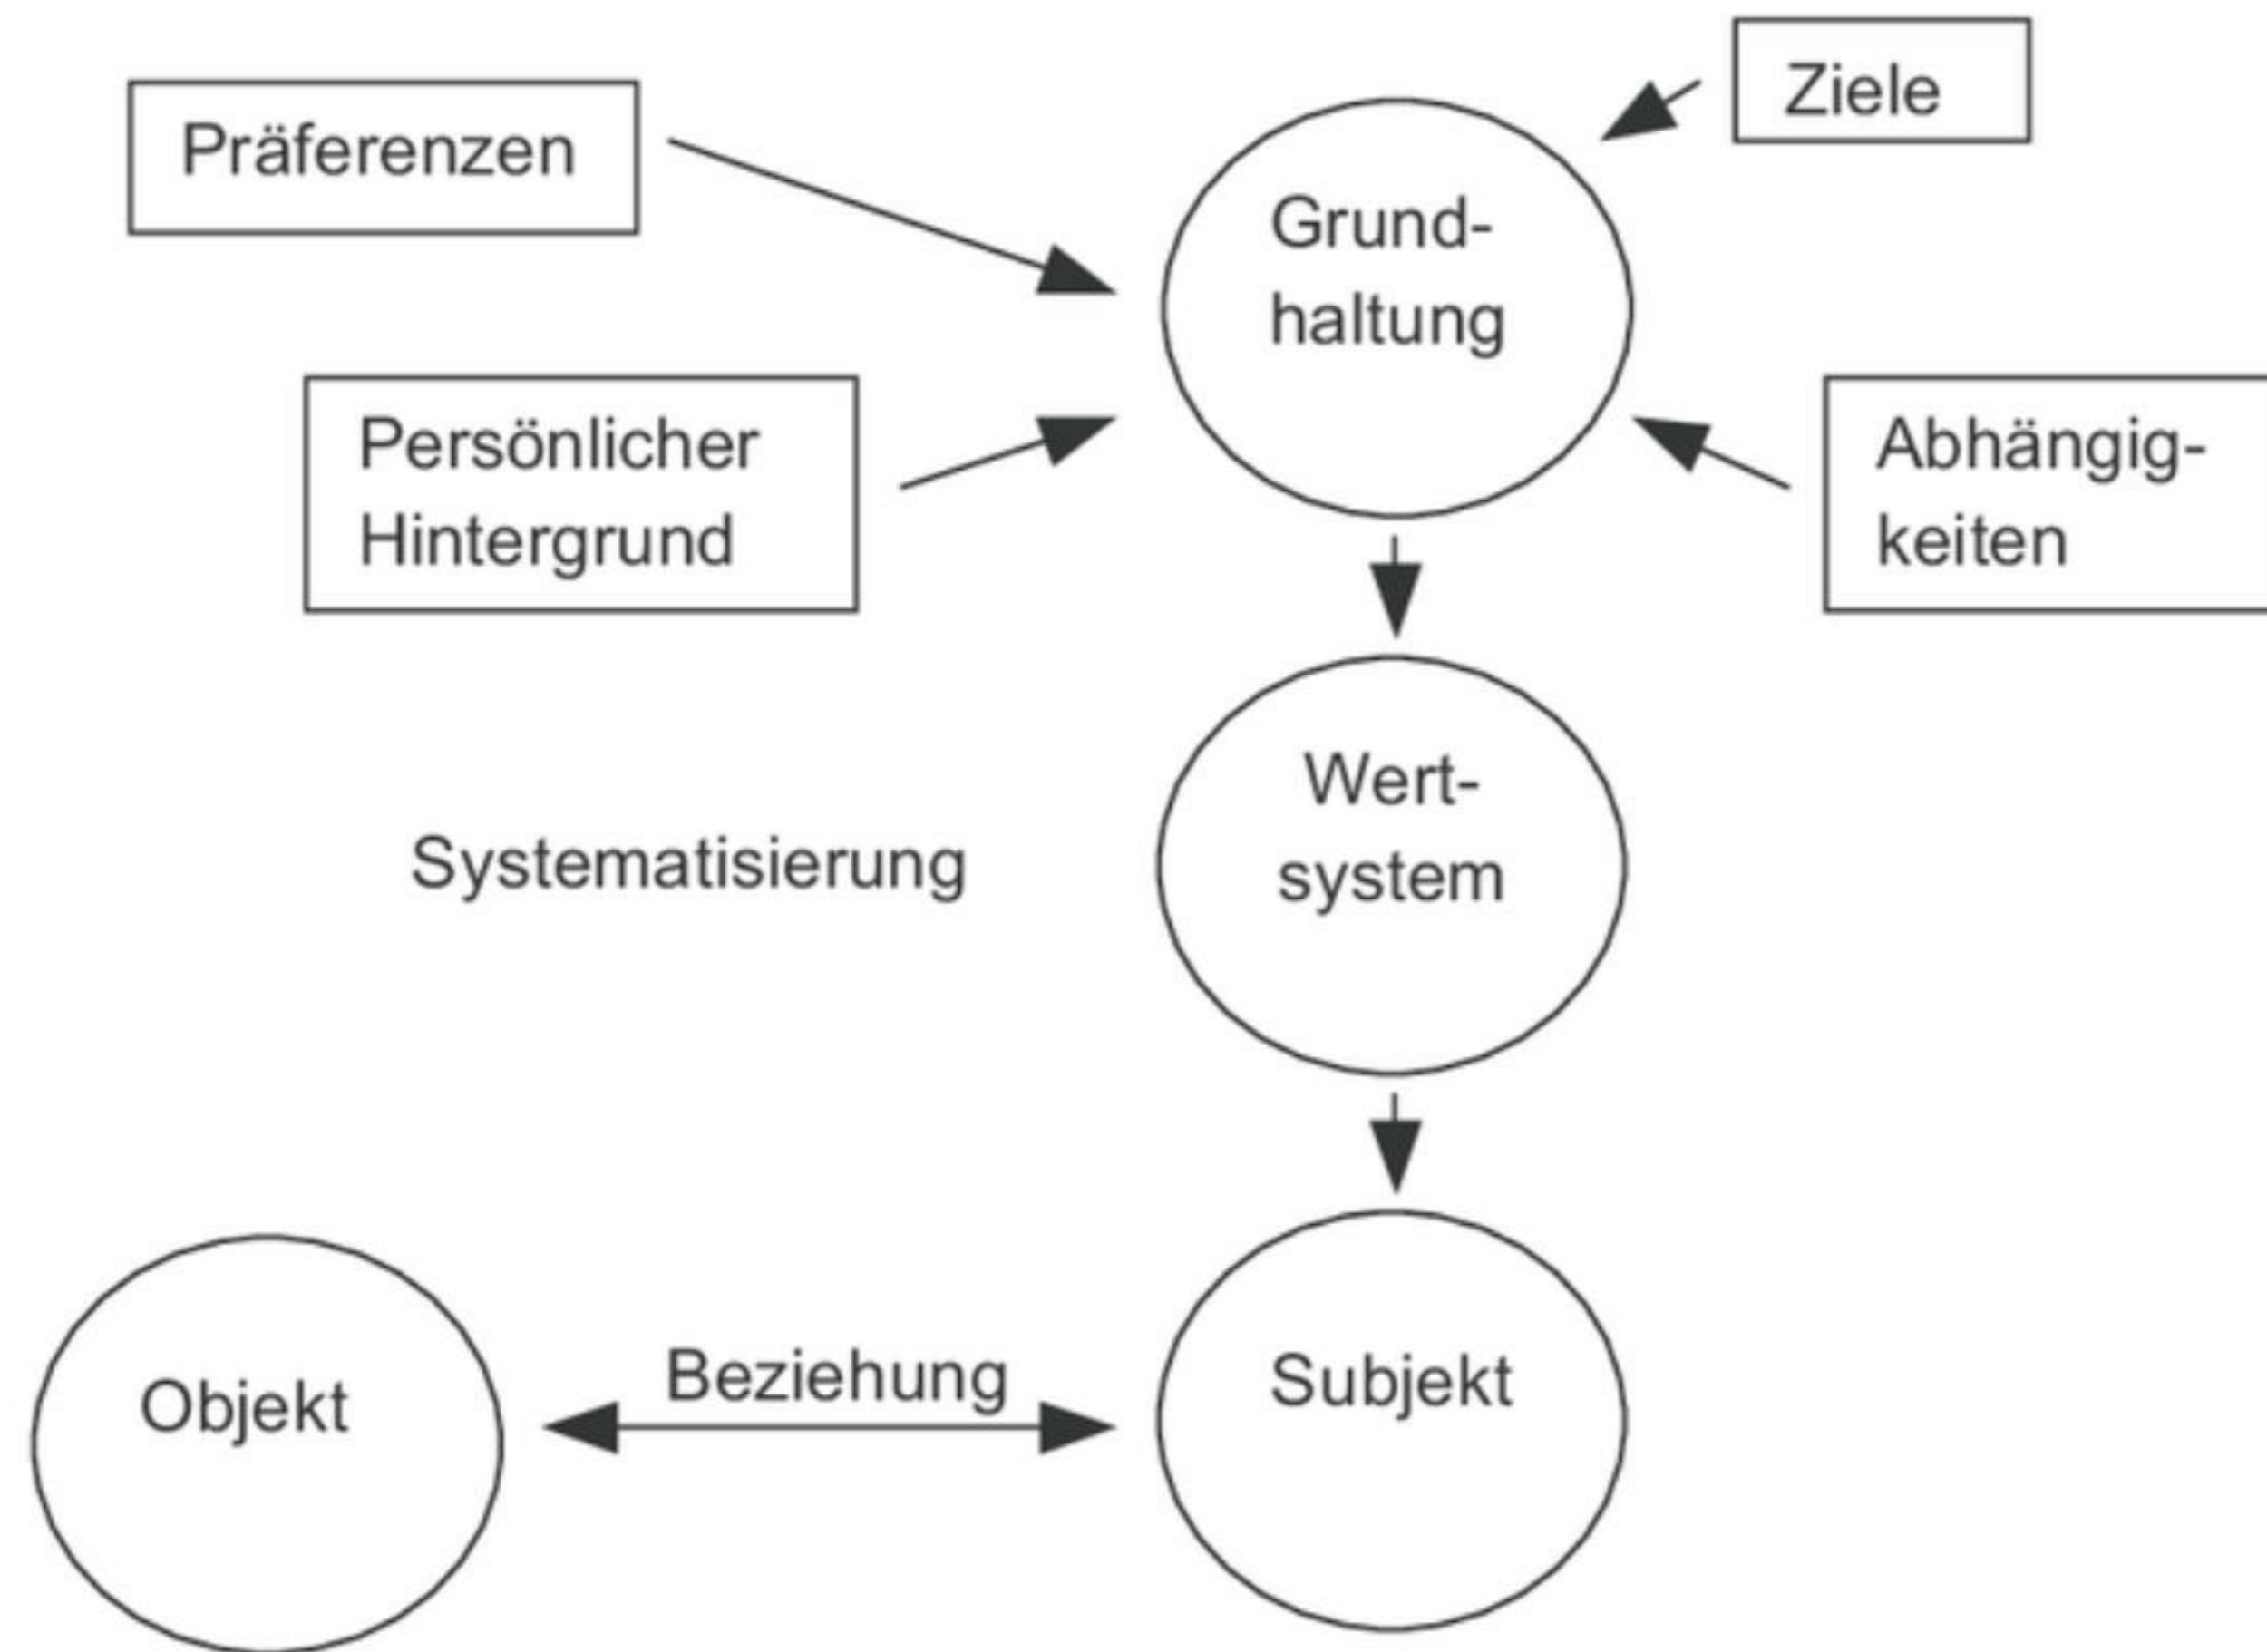 Ziele
Präferenzen
Grund-
haltung
Persönlicher
Hintergrund
Abhängig-
keiten
Wert-
system
Systematisierung
Beziehung
Objekt
Subjekt